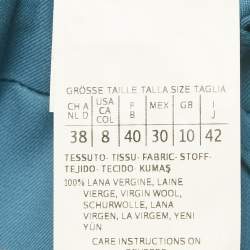 GRÖSSE TAILLE TALLA SIZE TAGLIA
CH A NL D USA CA COL F B MEX GB I J
38 8 40 30 10 42
TESSUTO- TISSU- FABRIC- STOFF-
TEJIDO- TECIDO- KUMAŞ
100% LANA VERGINE, LAINE
VIERGE, VIRGIN WOOL,
SCHURWOLLE, LANA
VIRGEN, LA VIRGEM, YENI
YÜN
CARE INSTRUCTIONS ON